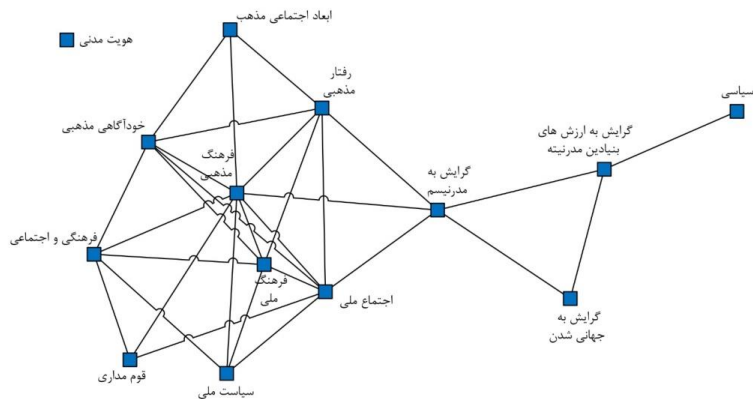 ابعاد اجتماعی مذهب
هویت مدنی
رفتار
مذهبی
سیاسی
خودآگاهی مذهبی
گرایش به ارزش های
بنیادین مدرنیته
فرهنگ
مذهبی
گرایش به
مدرنیسم
فرهنگی و اجتماعی
فرهنگ
ملی
اجتماع ملی
گرایش به
جهانی شدن
قوم مداری
سیاست ملی